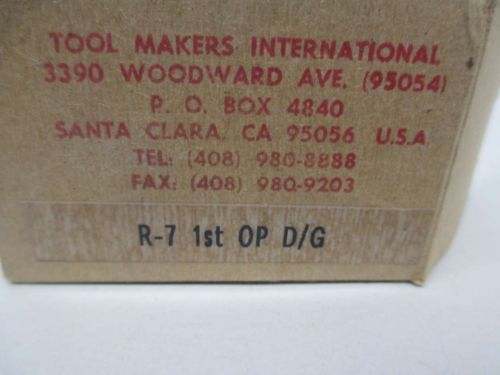 TOOL MAKERS INTERNATIONAL
3390 WOODWARD AVE. (95054)
P. O. BOX 4840
SANTA CLARA, CA 95056 U.S.A.
TEL: (408) 980-8888
FAX: (408) 980-9203
R-7 1st OP D/G